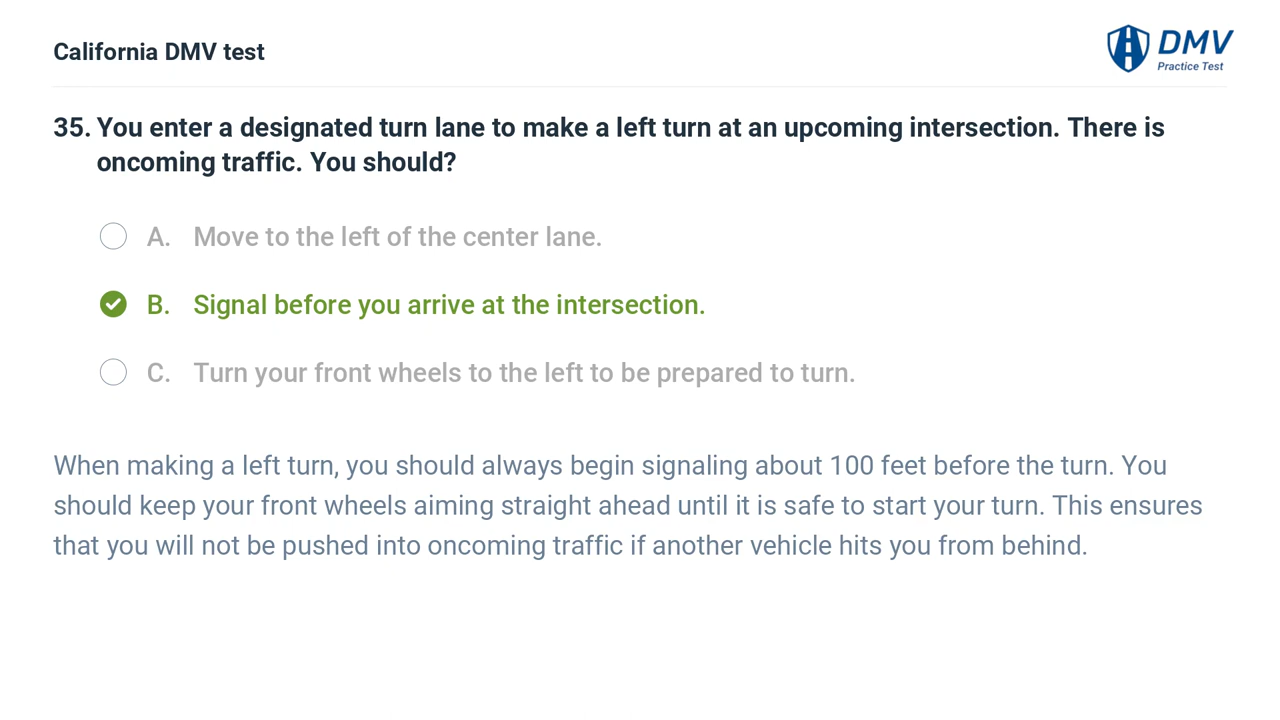 California DMV test
DMV
Practice Test
35. You enter a designated turn lane to make a left turn at an upcoming intersection. There is
oncoming traffic. You should?
A. Move to the left of the center lane.
B. Signal before you arrive at the intersection.
C. Turn your front wheels to the left to be prepared to turn.
When making a left turn, you should always begin signaling about 100 feet before the turn. You
should keep your front wheels aiming straight ahead until it is safe to start your turn. This ensures
that you will not be pushed into oncoming traffic if another vehicle hits you from behind.